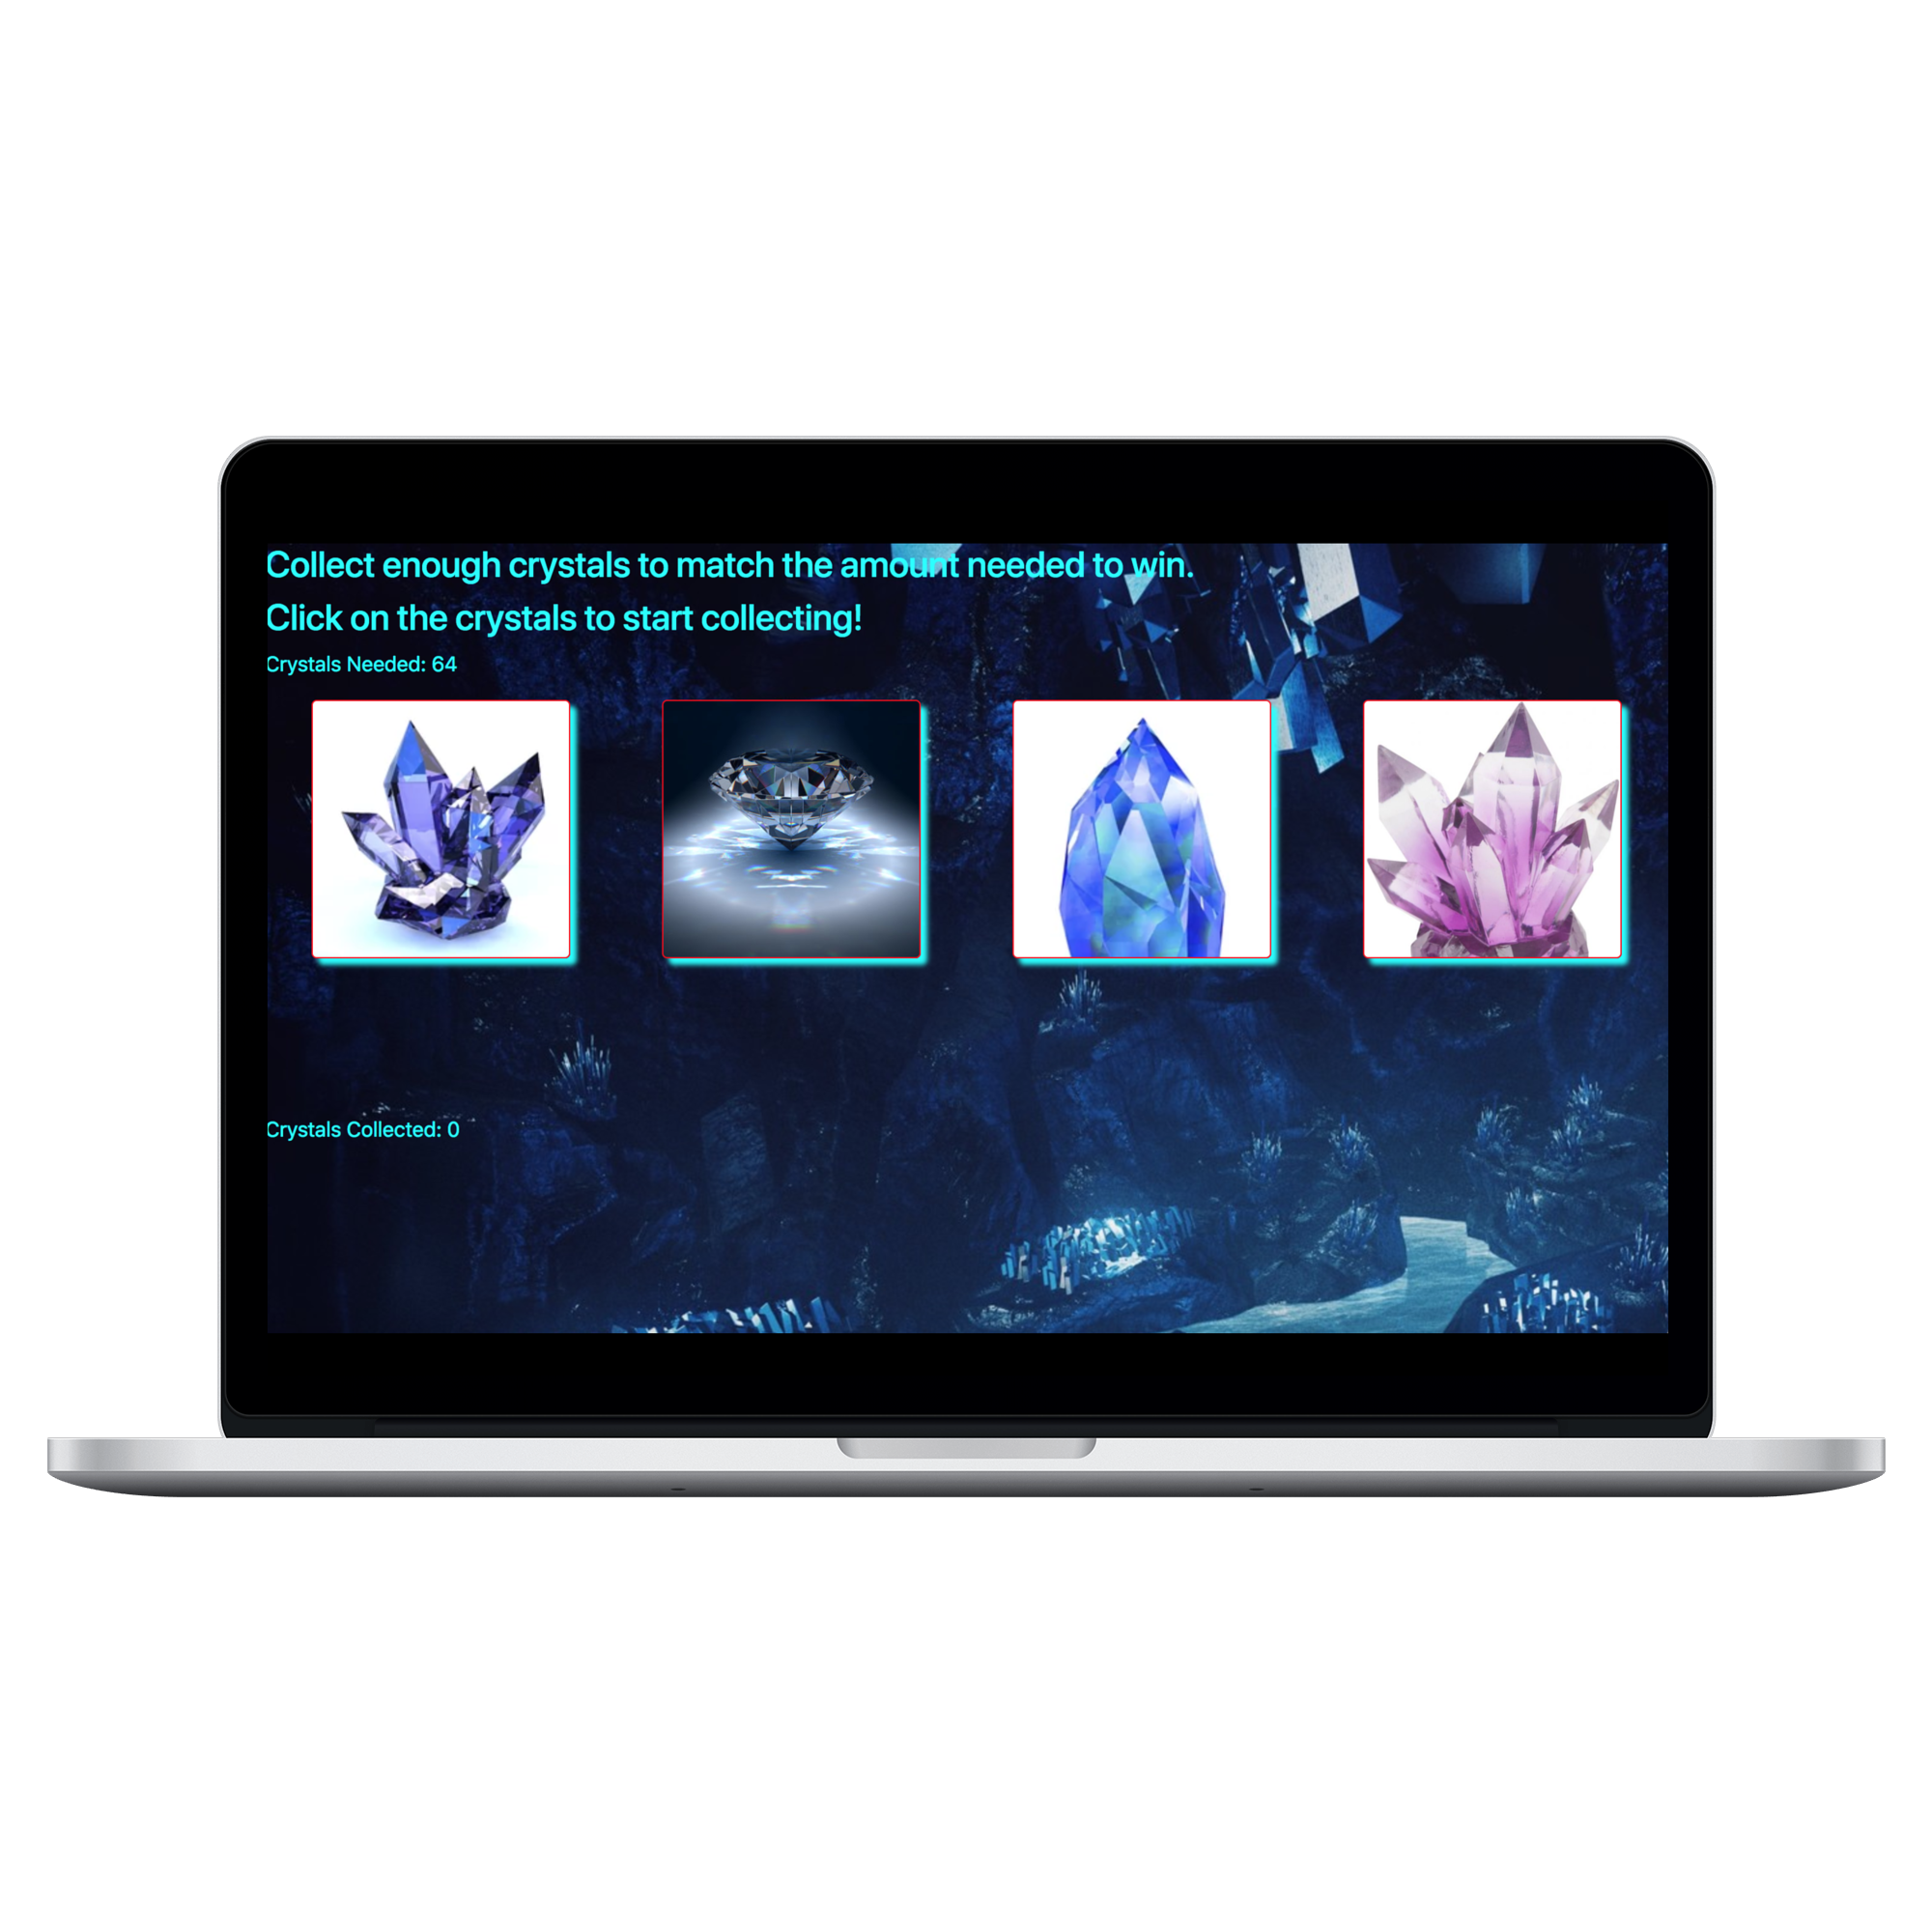 Collect enough crystals to match the amount needed to win.
Click on the crystals to start collecting!
Crystals Needed: 64
Crystals Collected: 0